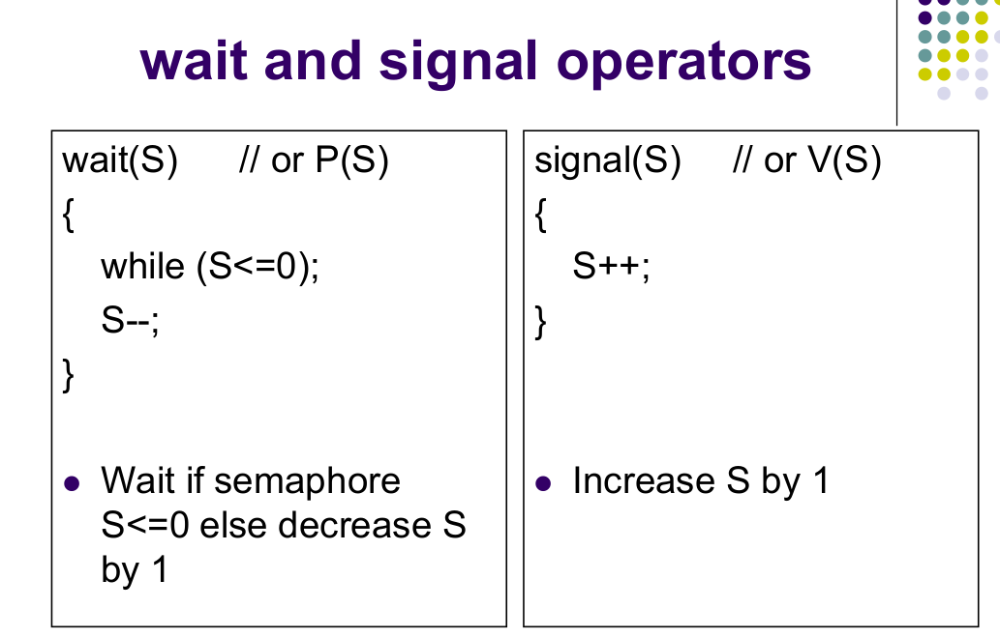 wait and signal operators
wait(S) // or P(S)
{
while (S<=0);
S--;
}
Wait if semaphore
S<=0 else decrease S
by 1
signal(S) // or V(S)
{
S++;
}
Increase S by 1